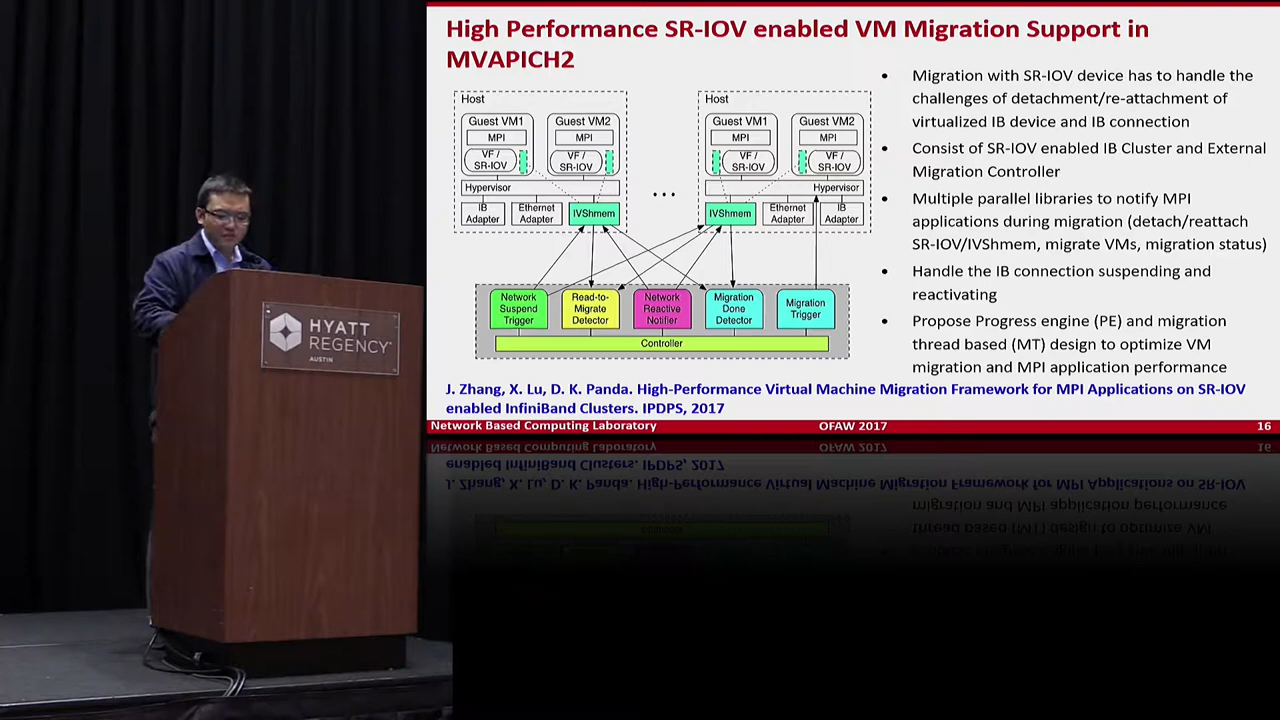 High Performance SR-IOV enabled VM Migration Support in
MVAPICH2
Host
Guest VM1
Guest VM2
MPI
MPI
VF /
SR-IOV
VF /
SR-IOV
Hypervisor
IB
Adapter
Ethernet
Adapter
IVShmem
...
Host
Guest VM1
Guest VM2
MPI
MPI
VF /
SR-IOV
VF /
SR-IOV
Hypervisor
IVShmem
Ethernet
Adapter
IB
Adapter
Network
Suspend
Trigger
Read-to-
Migrate
Detector
Network
Reactive
Notifier
Migration
Done
Detector
Migration
Trigger
Controller
• Migration with SR-IOV device has to handle the
challenges of detachment/re-attachment of
virtualized IB device and IB connection
• Consist of SR-IOV enabled IB Cluster and External
Migration Controller
• Multiple parallel libraries to notify MPI
applications during migration (detach/reattach
SR-IOV/IVShmem, migrate VMs, migration status)
• Handle the IB connection suspending and
reactivating
• Propose Progress engine (PE) and migration
thread based (MT) design to optimize VM
migration and MPI application performance
J. Zhang, X. Lu, D. K. Panda. High-Performance Virtual Machine Migration Framework for MPI Applications on SR-IOV
enabled InfiniBand Clusters. IPDPS, 2017
Network Based Computing Laboratory
OFAW 2017
16
HYATT
REGENCY
AUSTIN